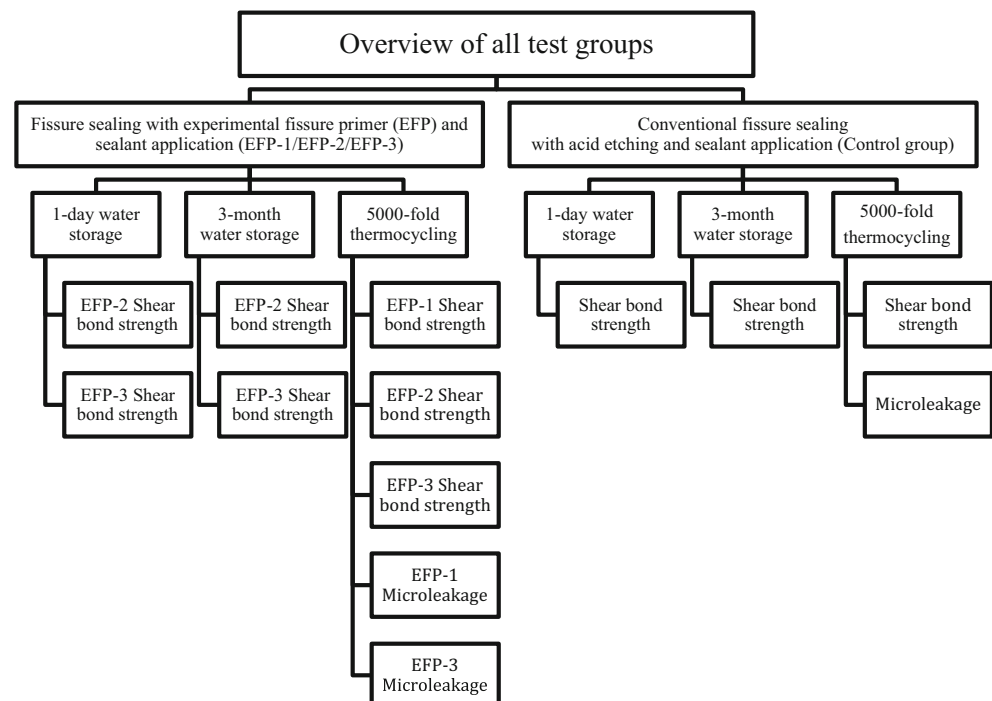 Overview of all test groups
Fissure sealing with experimental fissure primer (EFP) and
sealant application (EFP-1/EFP-2/EFP-3)
Conventional fissure sealing
with acid etching and sealant application (Control group)
1-day water
storage
3-month
water storage
5000-fold
thermocycling
1-day water
storage
3-month
water storage
5000-fold
thermocycling
EFP-2 Shear
bond strength
EFP-2 Shear
bond strength
EFP-1 Shear
bond strength
Shear bond
strength
Shear bond
strength
Shear bond
strength
EFP-3 Shear
bond strength
EFP-3 Shear
bond strength
EFP-2 Shear
bond strength
Microleakage
EFP-3 Shear
bond strength
EFP-1
Microleakage
EFP-3
Microleakage